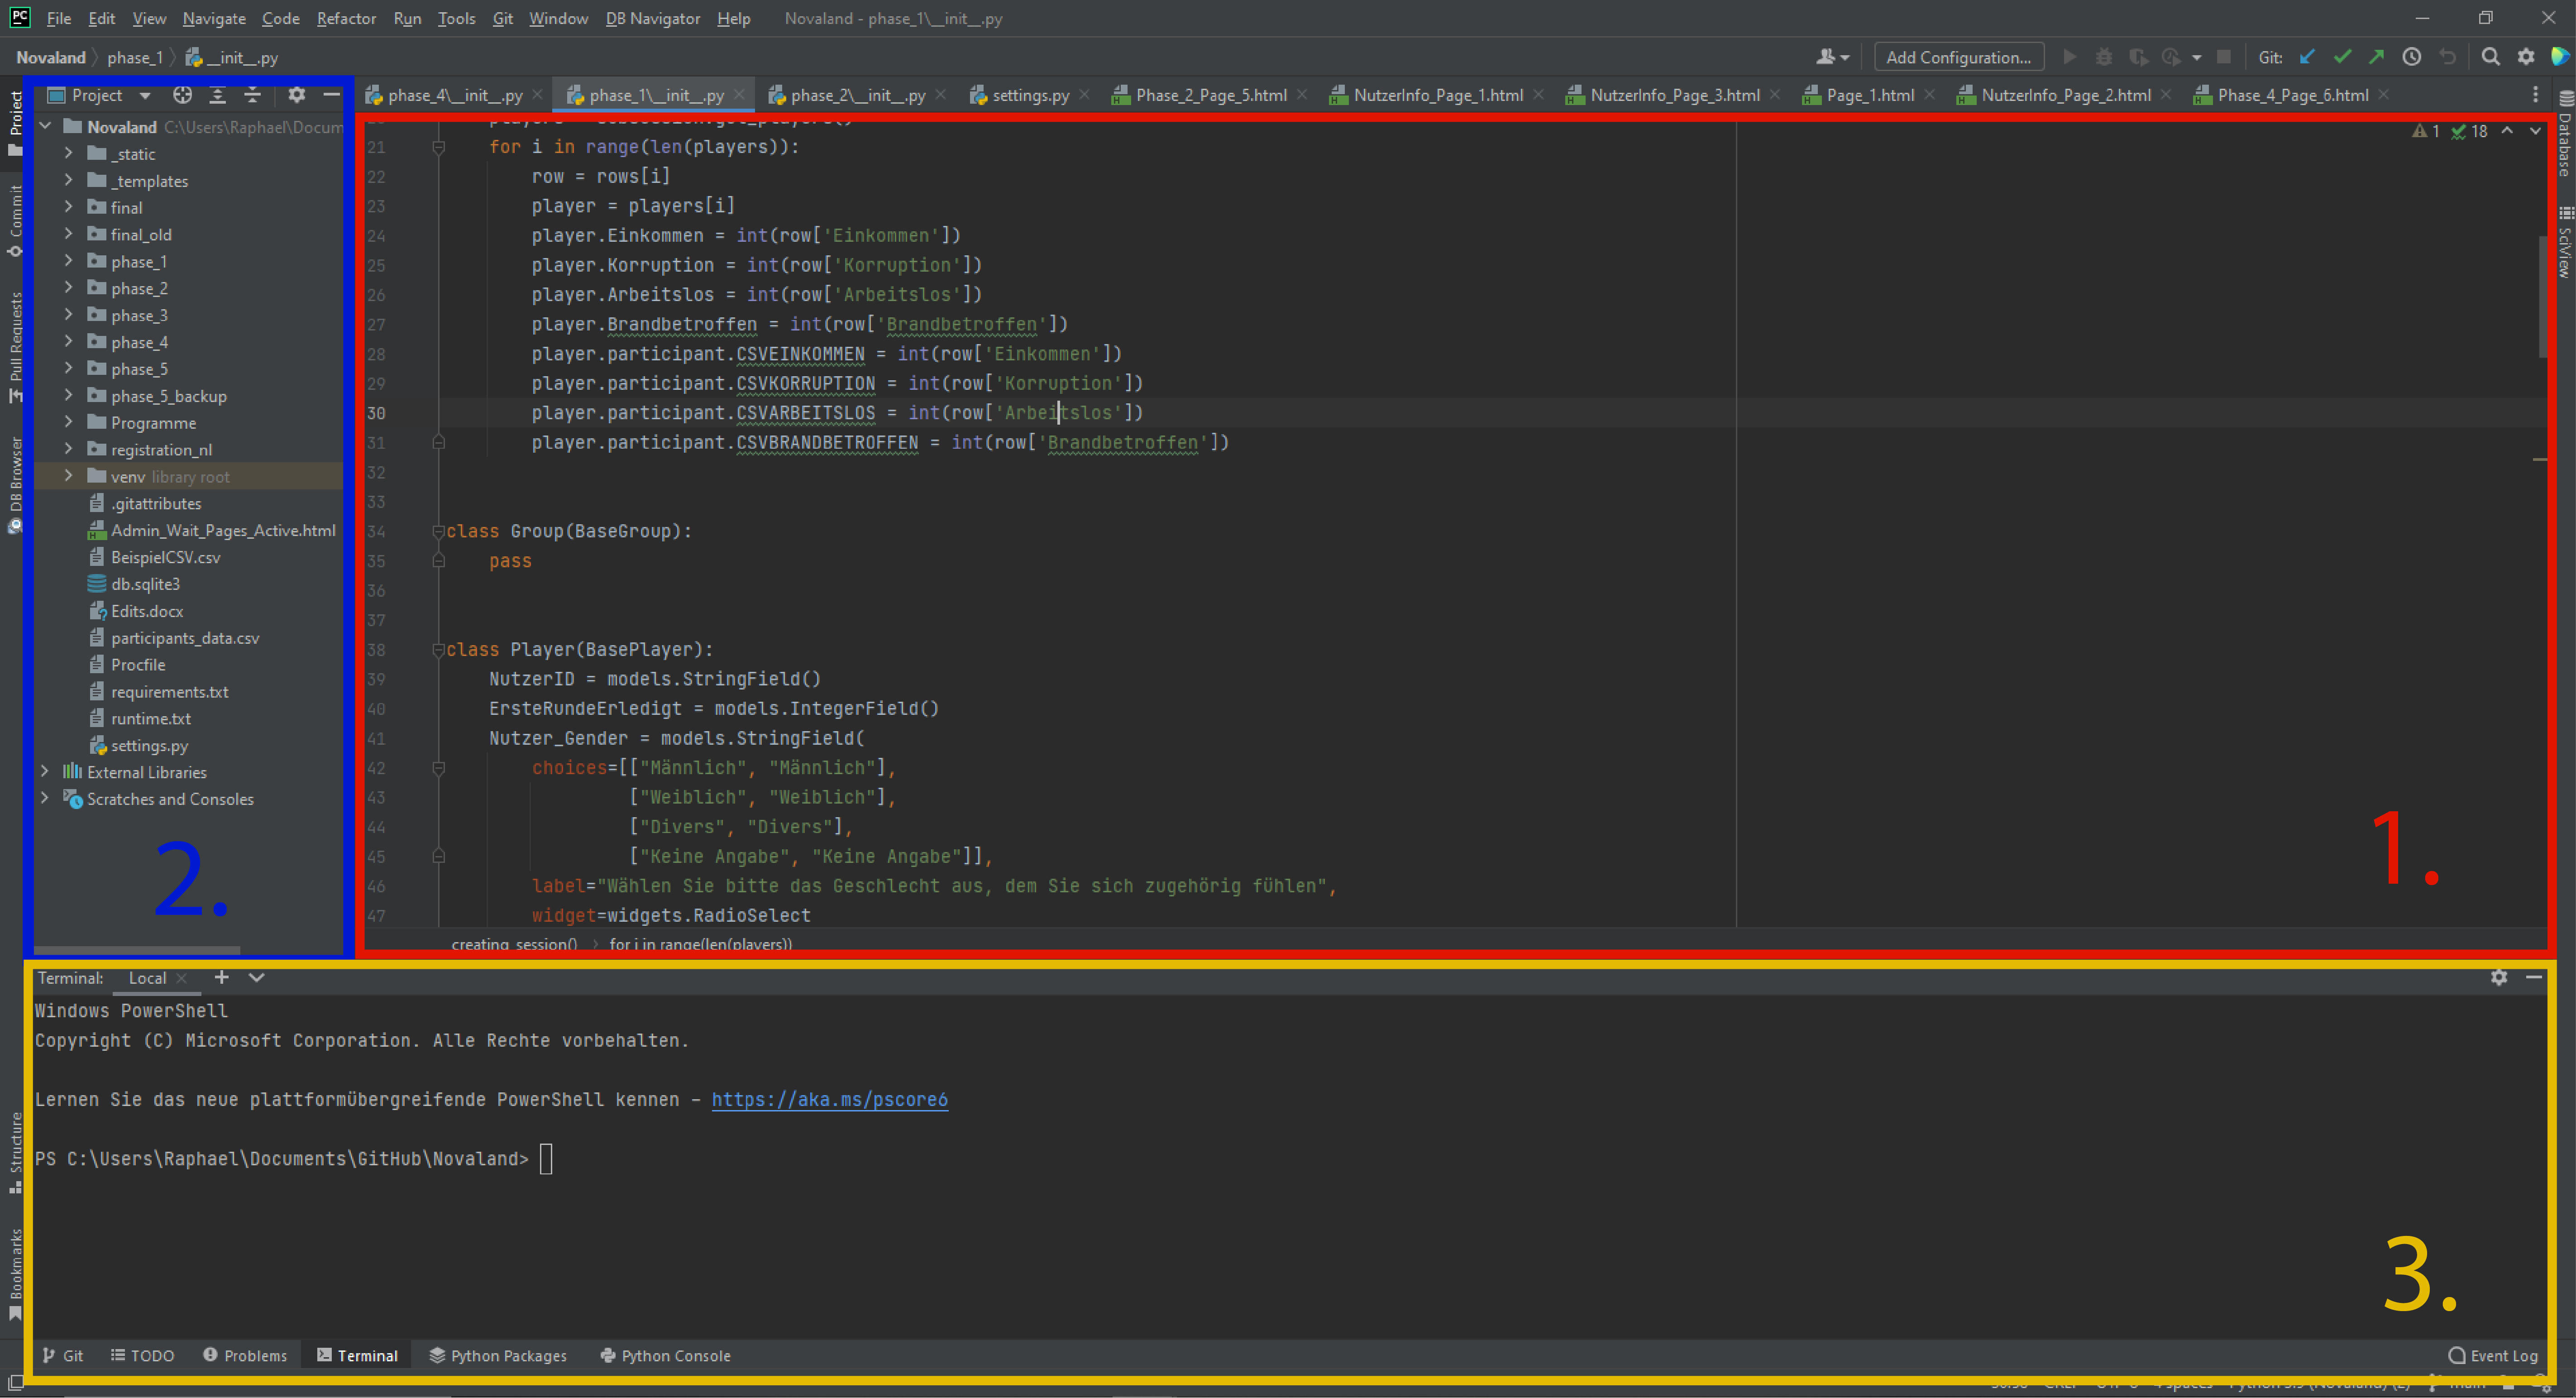 PC File Edit View Navigate Code Refactor Run Tools Git Window DB Navigator Help Novaland - phase_1\__init__.py
Novaland phase_1 __init__.py Add Configuration... Git:
Project
Commit
Pull Requests
DB Browser
Structure
Bookmarks
Project
Novaland C:\Users\Raphael\Docum
_static
_templates
final
final_old
phase_1
phase_2
phase_3
phase_4
phase_5
phase_5_backup
Programme
registration_nl
venv library root
.gitattributes
Admin_Wait_Pages_Active.html
BeispielCSV.csv
db.sqlite3
Edits.docx
participants_data.csv
Procfile
requirements.txt
runtime.txt
settings.py
External Libraries
Scratches and Consoles
2.
phase_4\__init__.py phase_1\__init__.py phase_2\__init__.py settings.py Phase_2_Page_5.html NutzerInfo_Page_1.html NutzerInfo_Page_3.html Page_1.html NutzerInfo_Page_2.html Phase_4_Page_6.html
1 18
21 for i in range(len(players)):
22 row = rows[i]
23 player = players[i]
24 player.Einkommen = int(row['Einkommen'])
25 player.Korruption = int(row['Korruption'])
26 player.Arbeitslos = int(row['Arbeitslos'])
27 player.Brandbetroffen = int(row['Brandbetroffen'])
28 player.participant.CSVEINKOMMEN = int(row['Einkommen'])
29 player.participant.CSVKORRUPTION = int(row['Korruption'])
30 player.participant.CSVARBEITSLOS = int(row['Arbeitslos'])
31 player.participant.CSVBRANDBETROFFEN = int(row['Brandbetroffen'])
32
33
34 class Group(BaseGroup):
35 pass
36
37
38 class Player(BasePlayer):
39 NutzerID = models.StringField()
40 ErsteRundeErledigt = models.IntegerField()
41 Nutzer_Gender = models.StringField(
42 choices=[["Männlich", "Männlich"],
43 ["Weiblich", "Weiblich"],
44 ["Divers", "Divers"],
45 ["Keine Angabe", "Keine Angabe"]],
46 label="Wählen Sie bitte das Geschlecht aus, dem Sie sich zugehörig fühlen",
47 widget=widgets.RadioSelect
creating_session() for i in range(len(players))
1.
Database
SciView
Terminal: Local
Windows PowerShell
Copyright (C) Microsoft Corporation. Alle Rechte vorbehalten.
Lernen Sie das neue plattformübergreifende PowerShell kennen – https://aka.ms/pscore6
PS C:\Users\Raphael\Documents\GitHub\Novaland>
3.
Git TODO Problems Terminal Python Packages Python Console Event Log